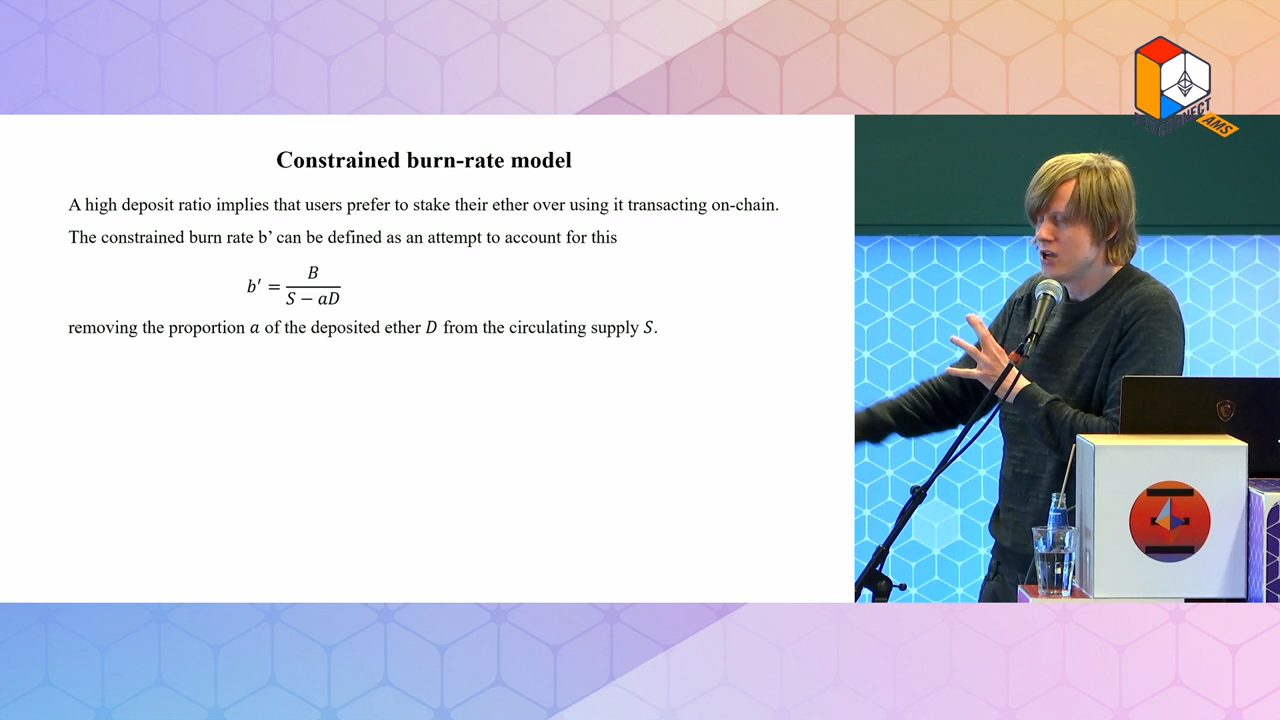 Constrained burn-rate model
A high deposit ratio implies that users prefer to stake their ether over using it transacting on-chain.
The constrained burn rate b’ can be defined as an attempt to account for this
b′ = B / (S − aD)
removing the proportion a of the deposited ether D from the circulating supply S.
CONNECT
AMS